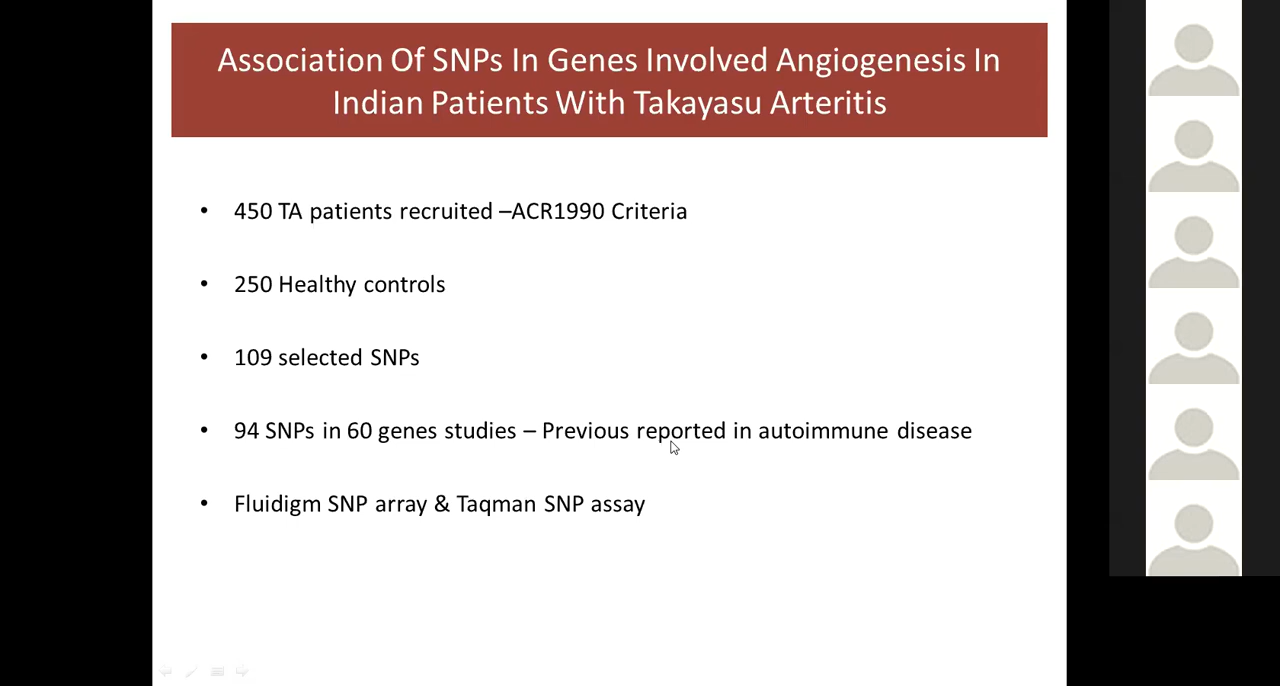 Association Of SNPs In Genes Involved Angiogenesis In
Indian Patients With Takayasu Arteritis
• 450 TA patients recruited –ACR1990 Criteria
• 250 Healthy controls
• 109 selected SNPs
• 94 SNPs in 60 genes studies – Previous reported in autoimmune disease
• Fluidigm SNP array & Taqman SNP assay